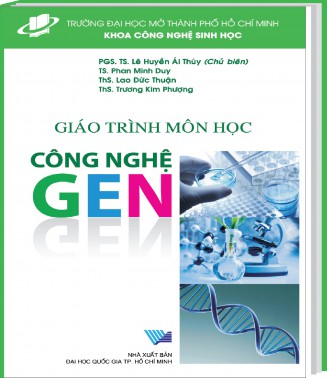 TRƯỜNG ĐẠI HỌC MỞ THÀNH PHỐ HỒ CHÍ MINH
KHOA CÔNG NGHỆ SINH HỌC
PGS. TS. Lê Huyền Ái Thúy (Chủ biên)
TS. Phan Minh Duy
ThS. Lao Đức Thuận
ThS. Trương Kim Phượng
GIÁO TRÌNH MÔN HỌC
CÔNG NGHỆ
GEN
NHÀ XUẤT BẢN
ĐẠI HỌC QUỐC GIA TP. HỒ CHÍ MINH